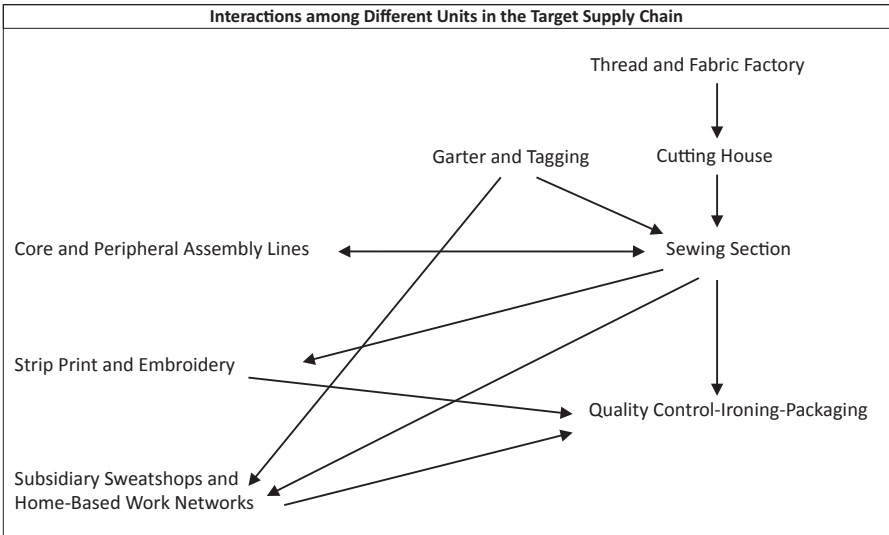 Interactions among Different Units in the Target Supply Chain
Thread and Fabric Factory
Garter and Tagging
Cutting House
Core and Peripheral Assembly Lines
Sewing Section
Strip Print and Embroidery
Quality Control-Ironing-Packaging
Subsidiary Sweatshops and
Home-Based Work Networks